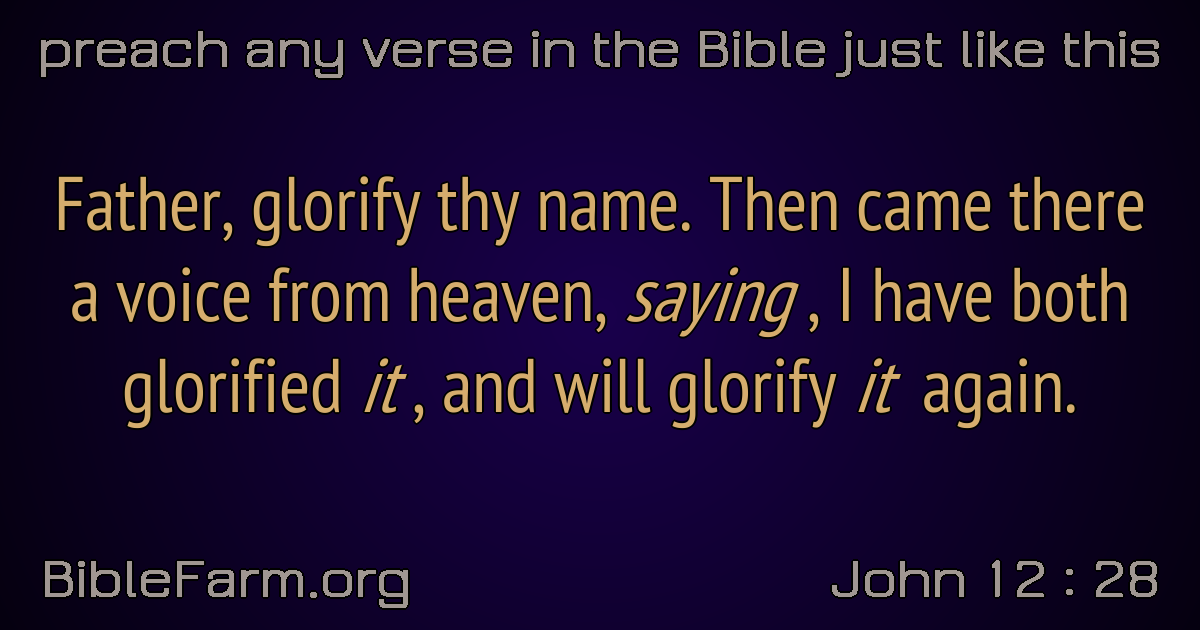 preach any verse in the Bible just like this
Father, glorify thy name. Then came there
a voice from heaven, saying , I have both
glorified it , and will glorify it again.
BibleFarm.org
John 12 : 28